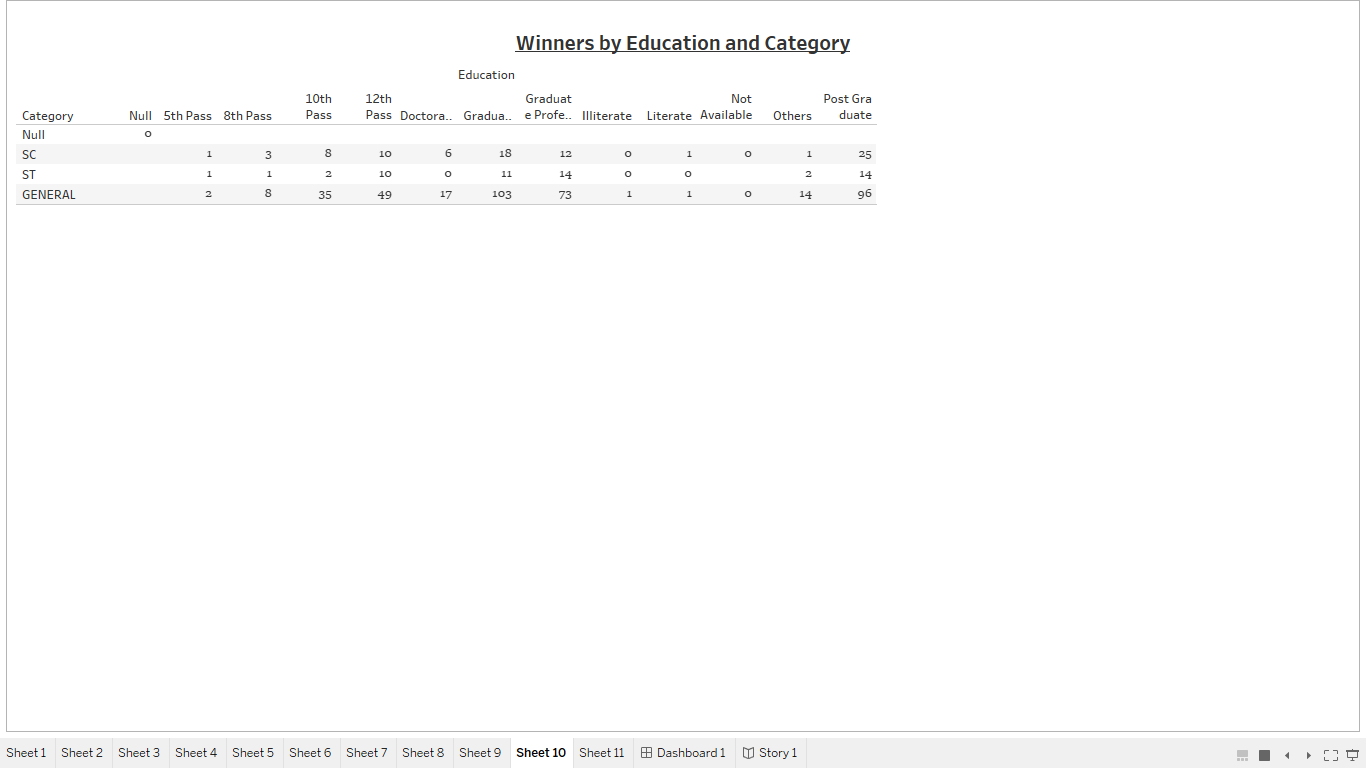 Winners by Education and Category
Education
Category Null 5th Pass 8th Pass 10th Pass 12th Pass Doctora.. Gradua.. Graduat e Profe.. Illiterate Literate Not Available Others Post Gra duate
Null 0
SC 1 3 8 10 6 18 12 0 1 0 1 25
ST 1 1 2 10 0 11 14 0 0 2 14
GENERAL 2 8 35 49 17 103 73 1 1 0 14 96
Sheet 1 Sheet 2 Sheet 3 Sheet 4 Sheet 5 Sheet 6 Sheet 7 Sheet 8 Sheet 9 Sheet 10 Sheet 11 Dashboard 1 Story 1